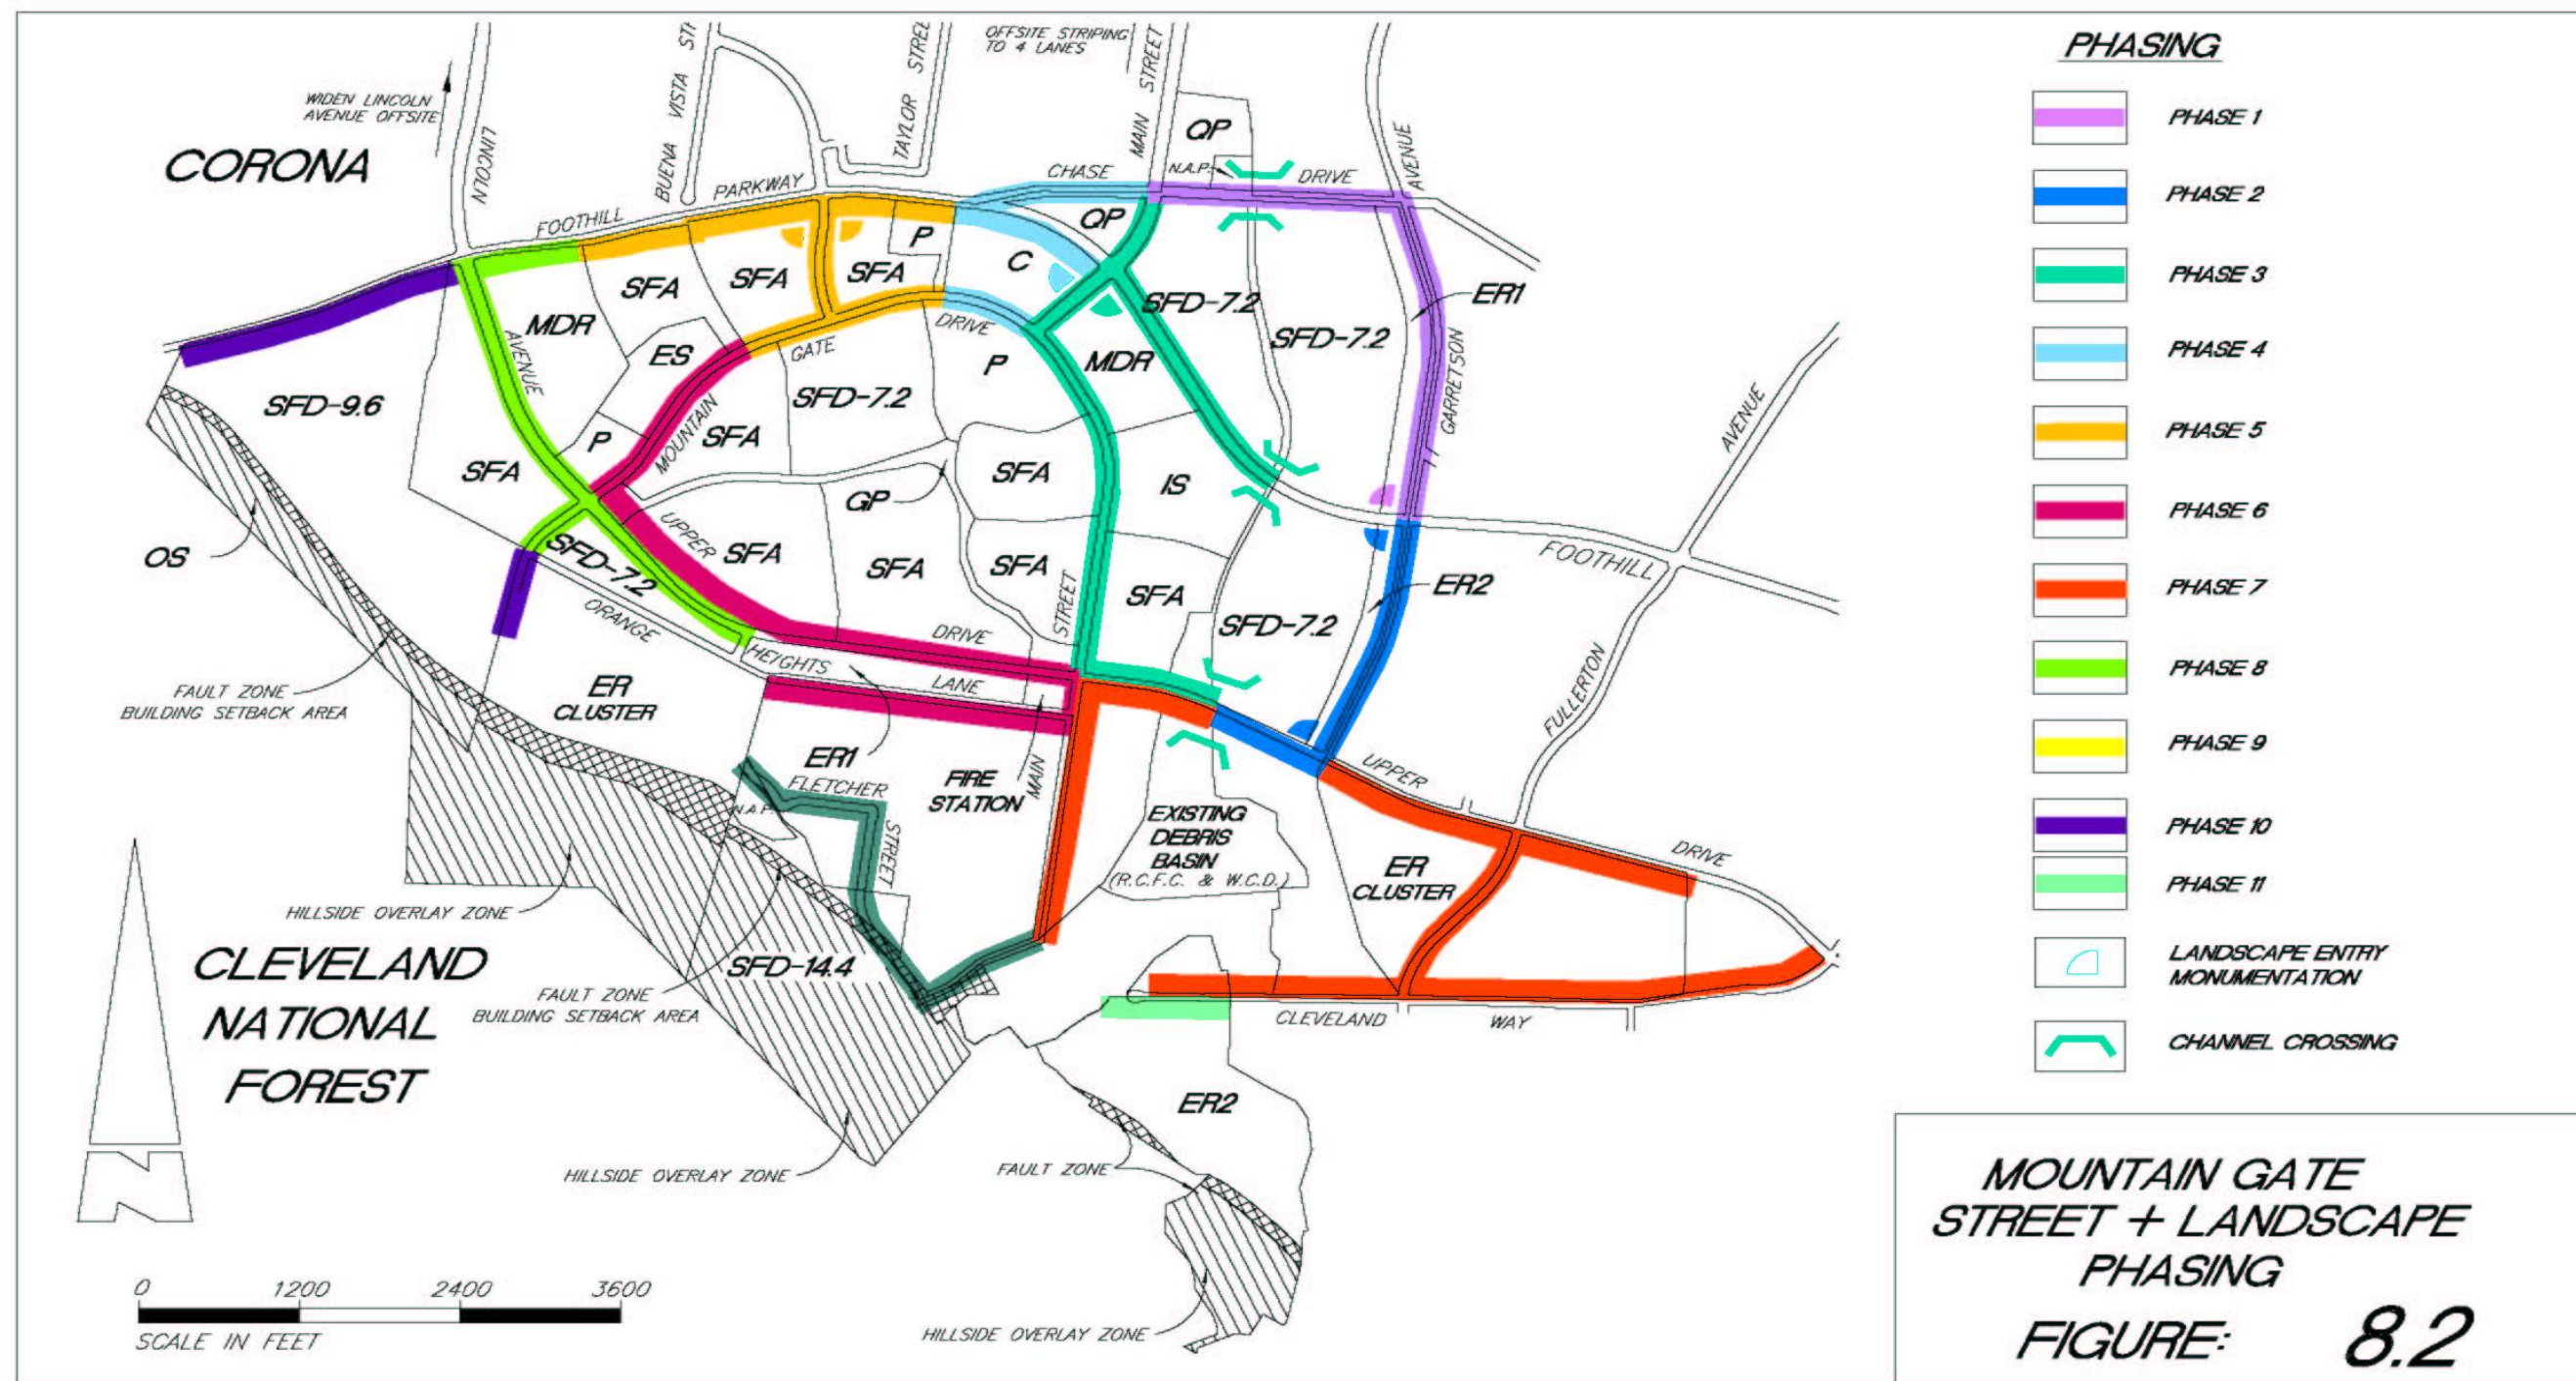 OFFSITE STRIPING
TO 4 LANES
MAIN STREET
BUENA VISTA
TAYLOR
WIDEN LINCOLN
AVENUE OFFSITE
LINCOLN
CORONA
QP
N.A.P.
CHASE
DRIVE
AVENUE
FOOTHILL
PARKWAY
P
QP
C
SFA
SFA
SFA
SFD-7.2
ER1
MDR
AVENUE
ES
GATE
DRIVE
P
MDR
SFD-7.2
GARRETSON
SFD-9.6
SFD-7.2
MOUNTAIN
SFA
P
AVENUE
SFA
SFA
IS
GP
OS
UPPER
SFA
SFA
SFA
SFD-7.2
FOOTHILL
ER2
SFA
STREET
SFD-7.2
ORANGE
DRIVE
HEIGHTS
LANE
FULLERTON
FAULT ZONE
BUILDING SETBACK AREA
ER
CLUSTER
ER1
FLETCHER
STREET
N.A.P.
FIRE
STATION
MAIN
UPPER
DRIVE
EXISTING
DEBRIS
BASIN
(R.C.F.C. & W.C.D.)
ER
CLUSTER
HILLSIDE OVERLAY ZONE
CLEVELAND
NATIONAL
FOREST
SFD-14.4
FAULT ZONE
BUILDING SETBACK AREA
CLEVELAND
WAY
ER2
HILLSIDE OVERLAY ZONE
FAULT ZONE
HILLSIDE OVERLAY ZONE
N
0 1200 2400 3600
SCALE IN FEET
PHASING
PHASE 1
PHASE 2
PHASE 3
PHASE 4
PHASE 5
PHASE 6
PHASE 7
PHASE 8
PHASE 9
PHASE 10
PHASE 11
LANDSCAPE ENTRY
MONUMENTATION
CHANNEL CROSSING
MOUNTAIN GATE
STREET + LANDSCAPE
PHASING
FIGURE: 8.2